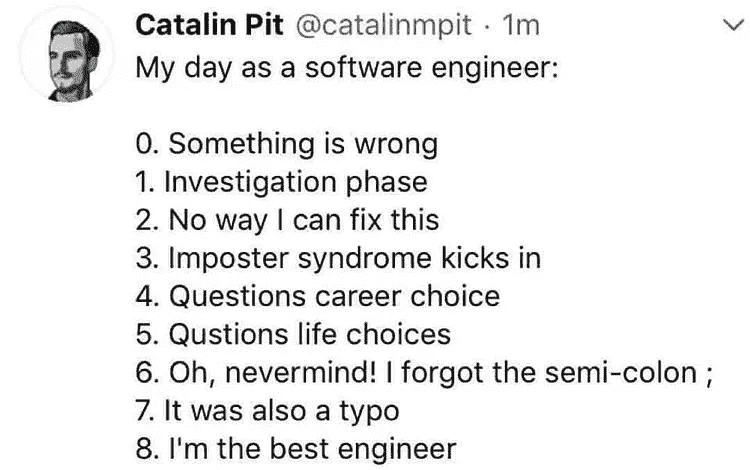 Catalin Pit @catalinmpit · 1m
My day as a software engineer:
0. Something is wrong
1. Investigation phase
2. No way I can fix this
3. Imposter syndrome kicks in
4. Questions career choice
5. Qustions life choices
6. Oh, nevermind! I forgot the semi-colon ;
7. It was also a typo
8. I'm the best engineer